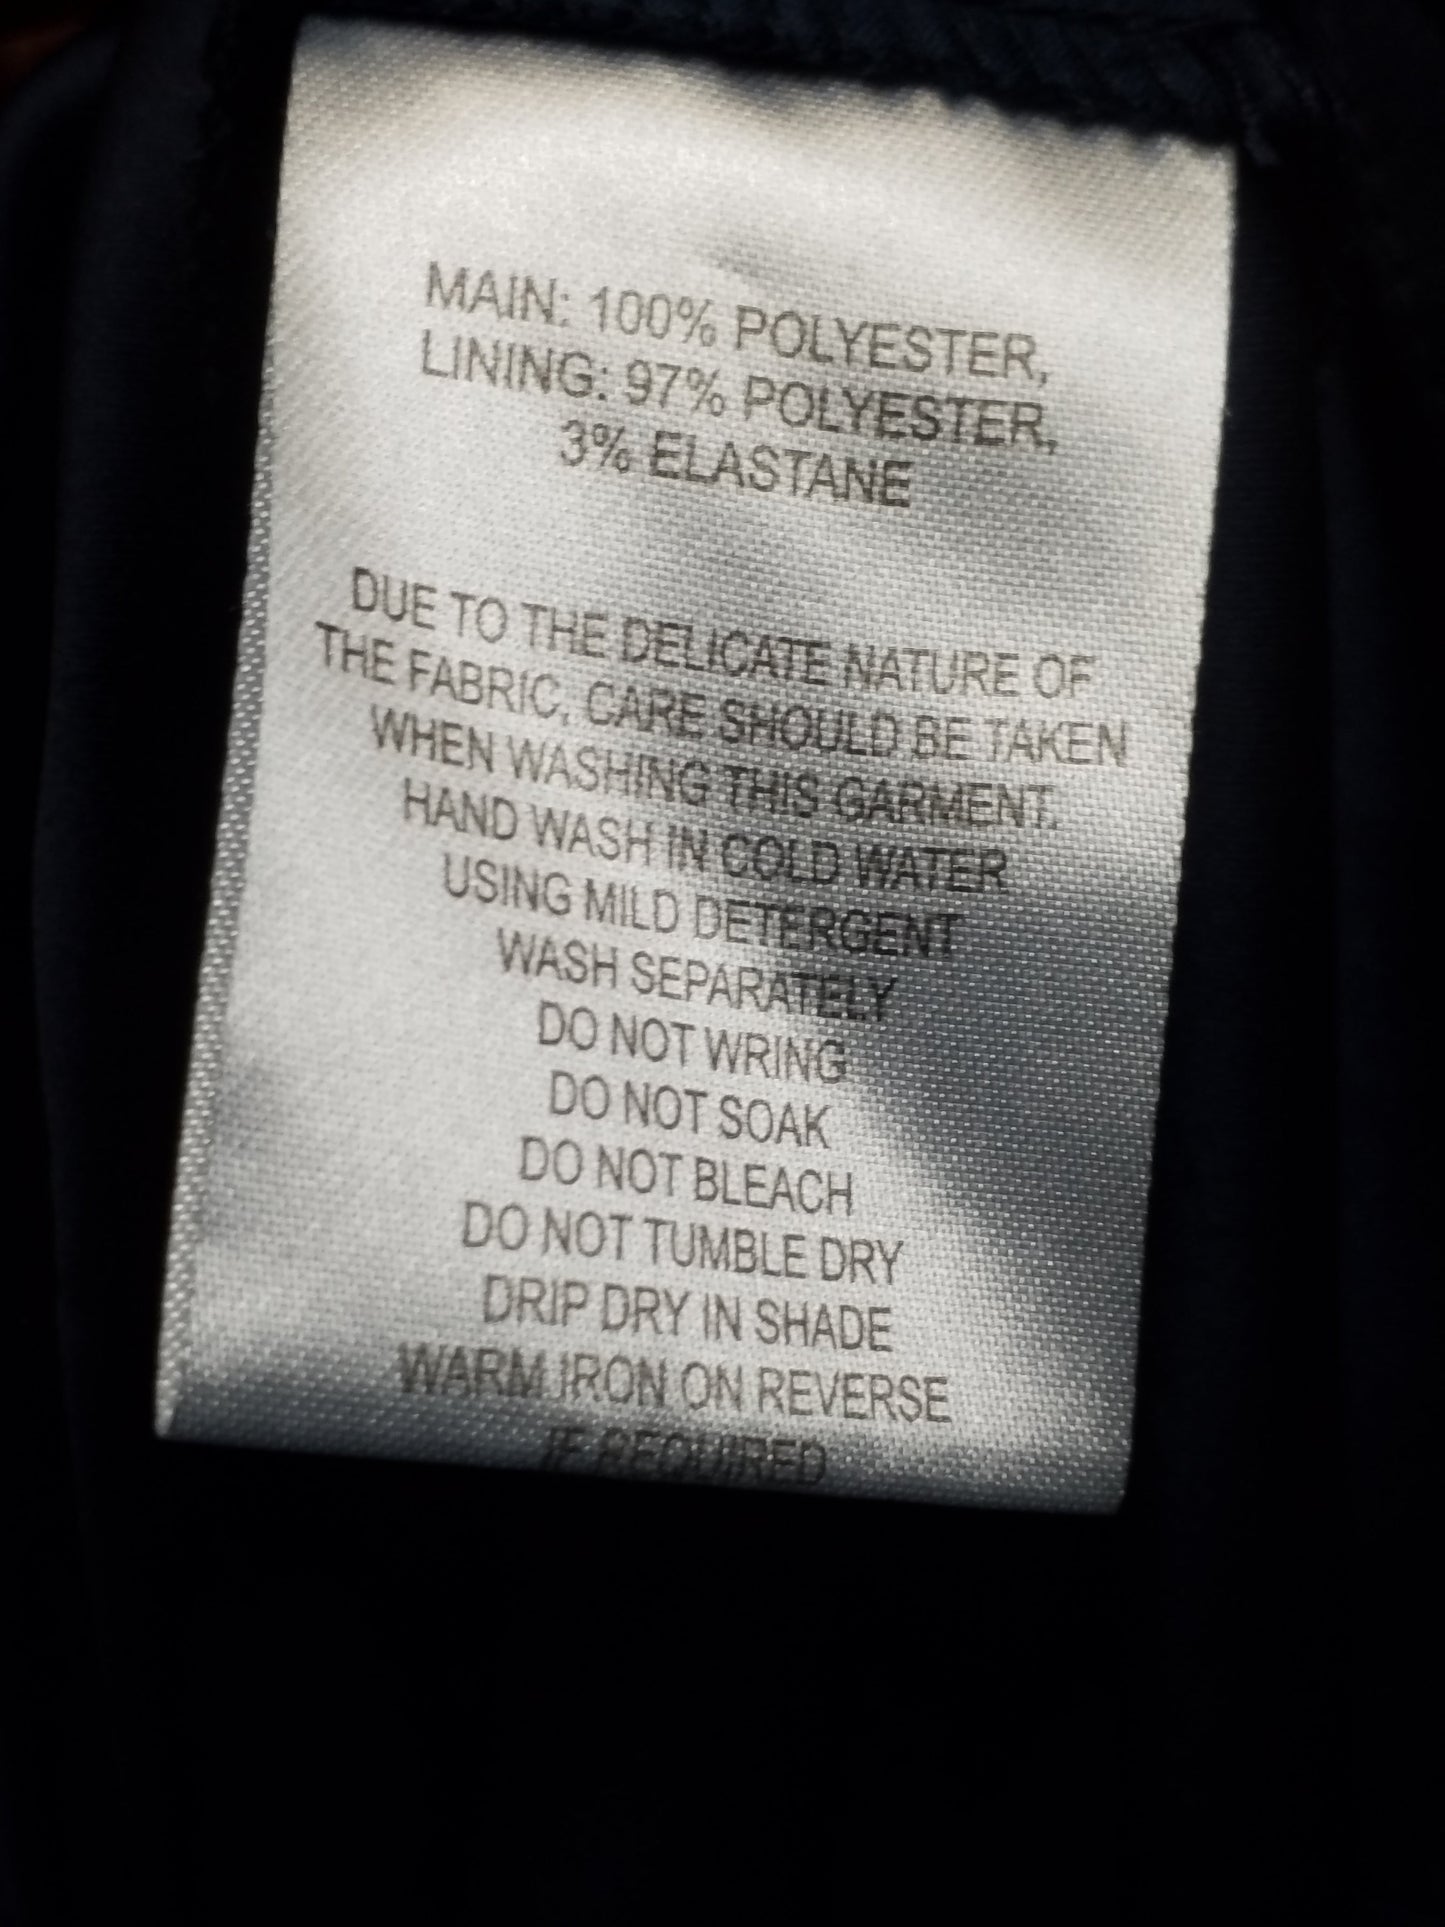 MAIN: 100% POLYESTER,
LINING: 97% POLYESTER,
3% ELASTANE
DUE TO THE DELICATE NATURE OF
THE FABRIC, CARE SHOULD BE TAKEN
WHEN WASHING THIS GARMENT.
HAND WASH IN COLD WATER
USING MILD DETERGENT
WASH SEPARATELY
DO NOT WRING
DO NOT SOAK
DO NOT BLEACH
DO NOT TUMBLE DRY
DRIP DRY IN SHADE
WARM IRON ON REVERSE
IF REQUIRED